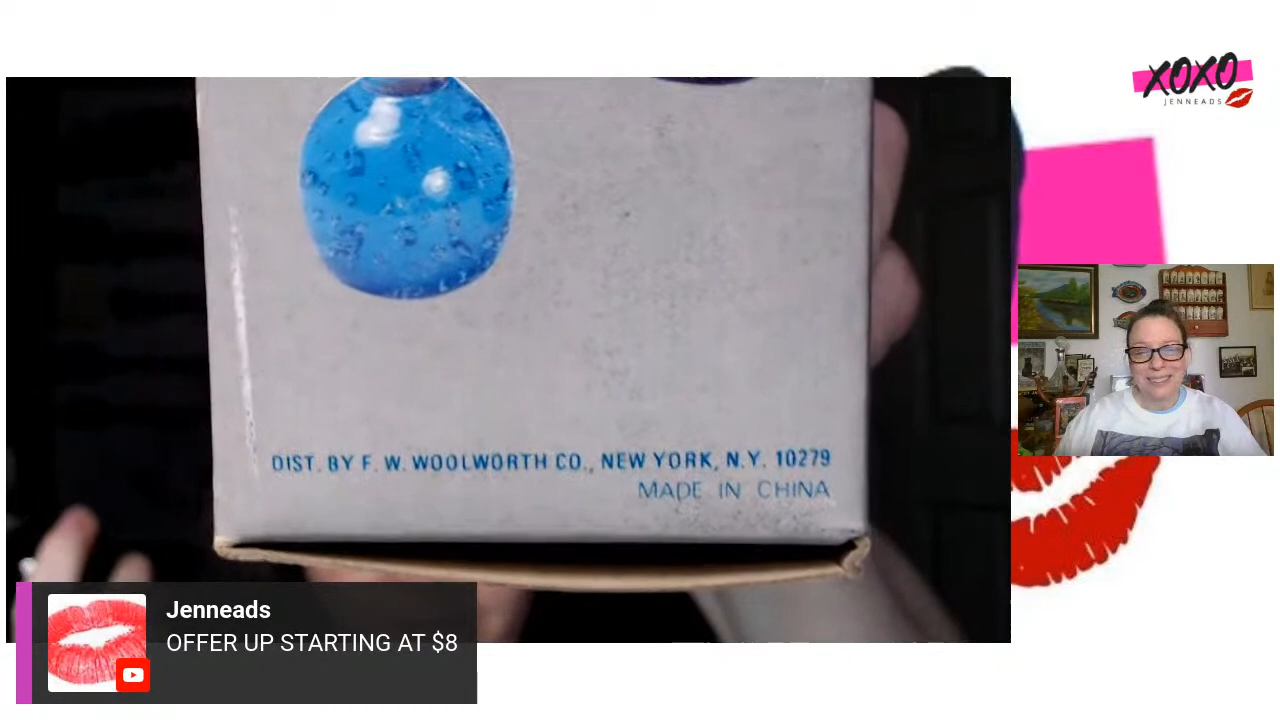 XOXO
JENNEADS
DIST. BY F. W. WOOLWORTH CO., NEW YORK, N.Y. 10279
MADE IN CHINA
Jenneads
OFFER UP STARTING AT $8